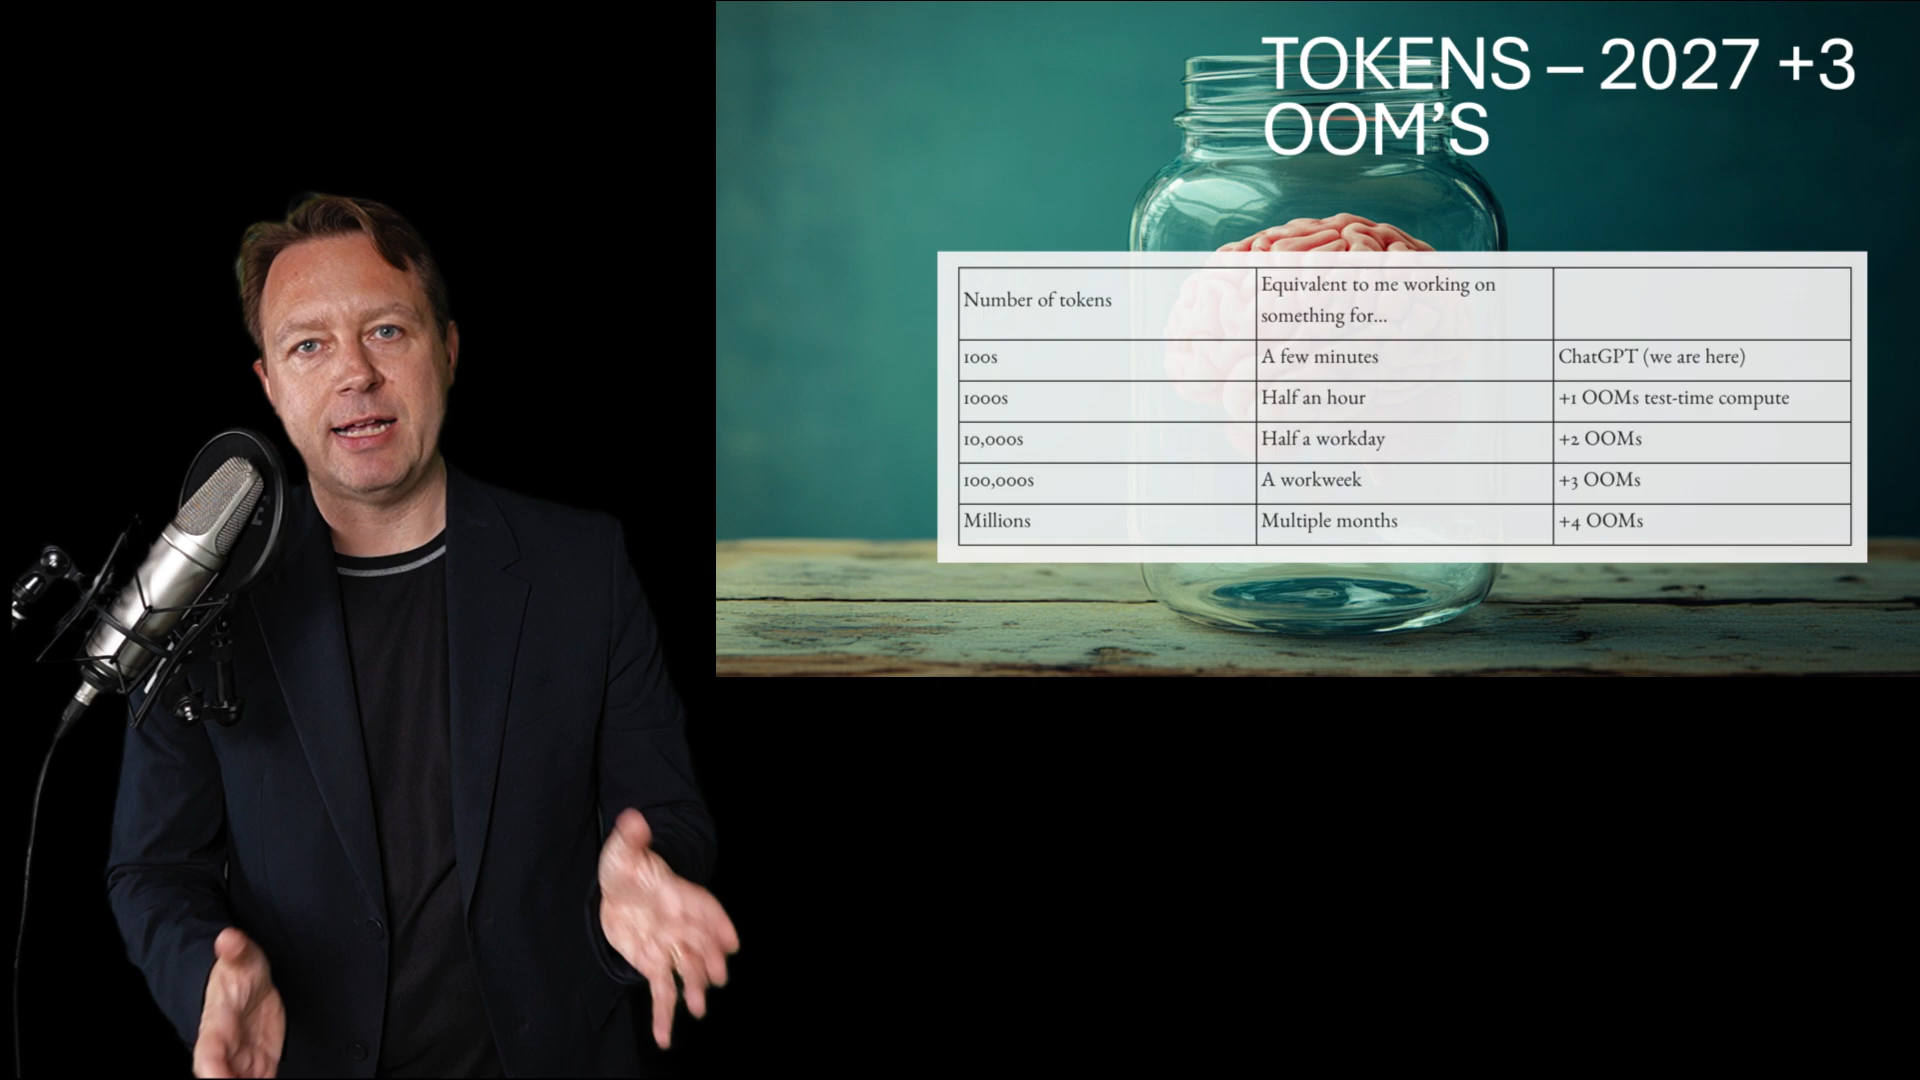 TOKENS – 2027 +3
OOM’S
Number of tokens
Equivalent to me working on
something for...
100s
A few minutes
ChatGPT (we are here)
1000s
Half an hour
+1 OOMs test-time compute
10,000s
Half a workday
+2 OOMs
100,000s
A workweek
+3 OOMs
Millions
Multiple months
+4 OOMs